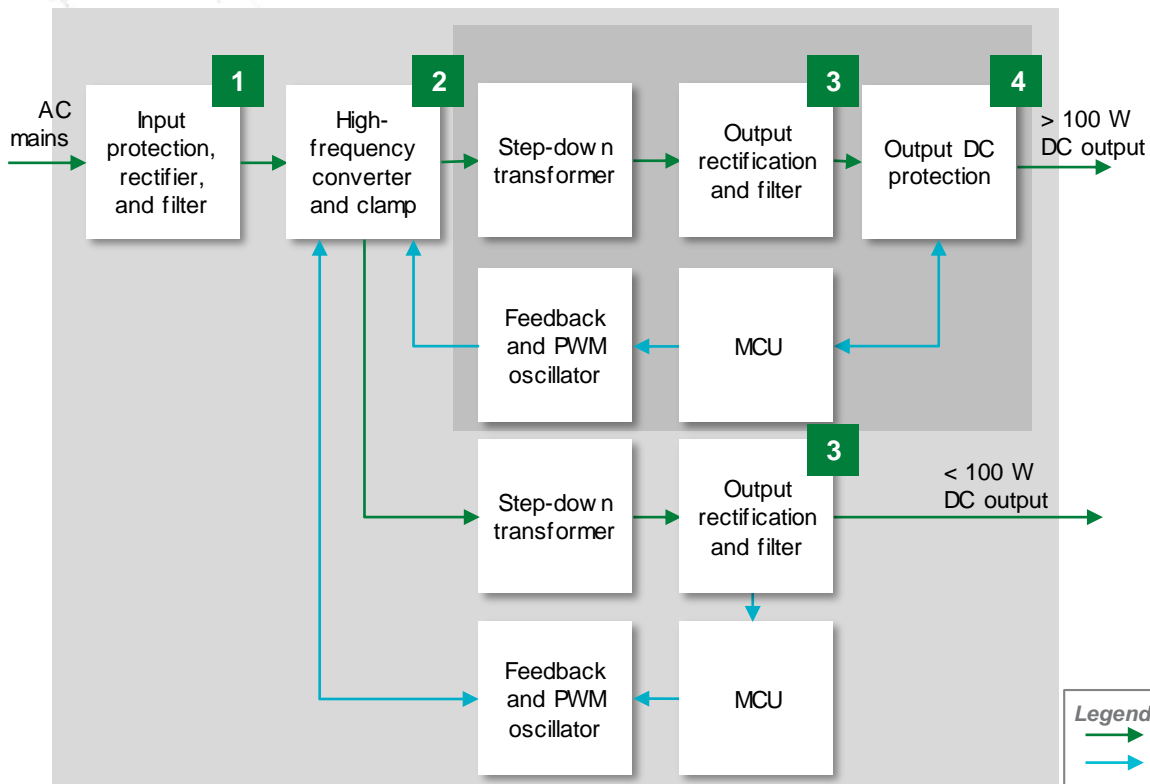 1
2
3
4
AC
mains
Input
protection,
rectifier,
and filter
High-
frequency
converter
and clamp
Step-down
transformer
Output
rectification
and filter
Output DC
protection
> 100 W
DC output
Feedback
and PWM
oscillator
MCU
3
Step-down
transformer
Output
rectification
and filter
< 100 W
DC output
Feedback
and PWM
oscillator
MCU
Legend